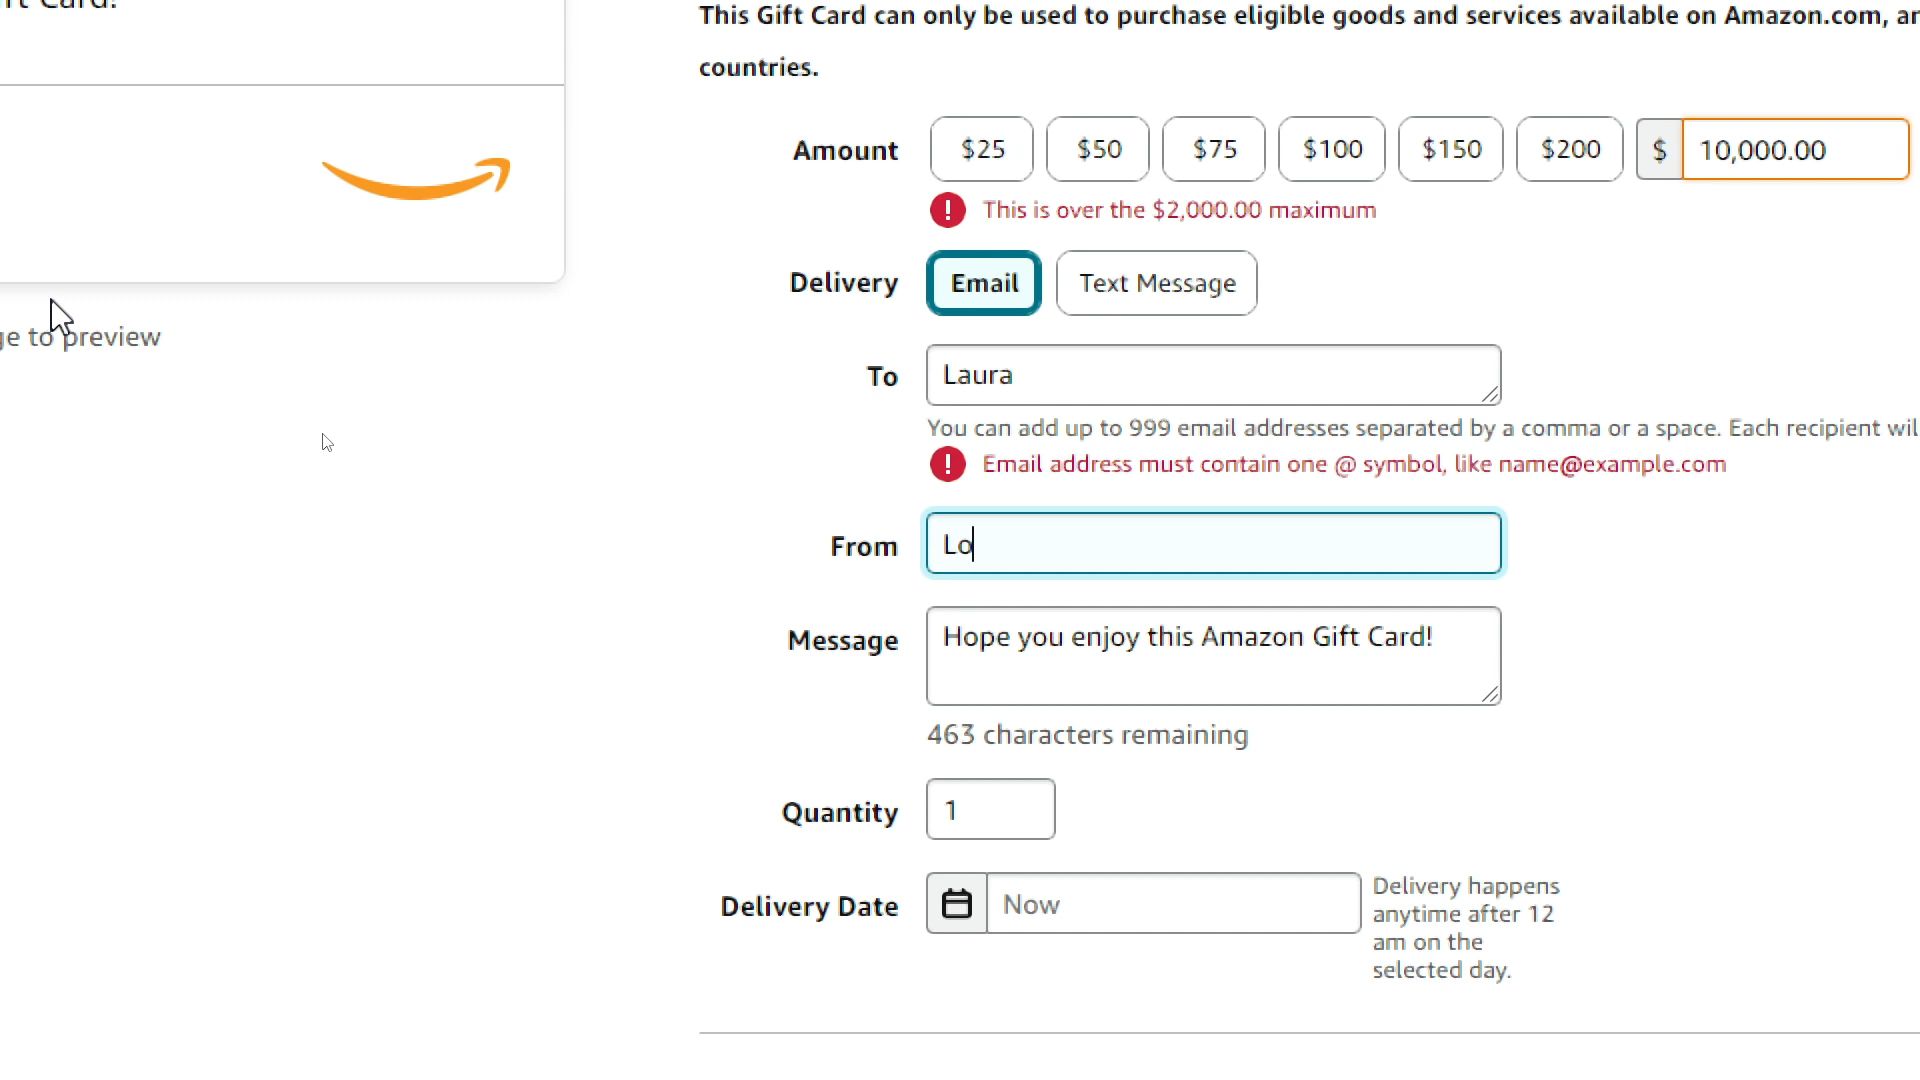 Card!
This Gift Card can only be used to purchase eligible goods and services available on Amazon.com,
countries.
Amount $25 $50 $75 $100 $150 $200 $ 10,000.00
This is over the $2,000.00 maximum
Delivery Email Text Message
to preview
To Laura
You can add up to 999 email addresses separated by a comma or a space. Each recipient
Email address must contain one @ symbol, like name@example.com
From Lo
Message Hope you enjoy this Amazon Gift Card!
463 characters remaining
Quantity 1
Delivery Date Now
Delivery happens
anytime after 12
am on the
selected day.